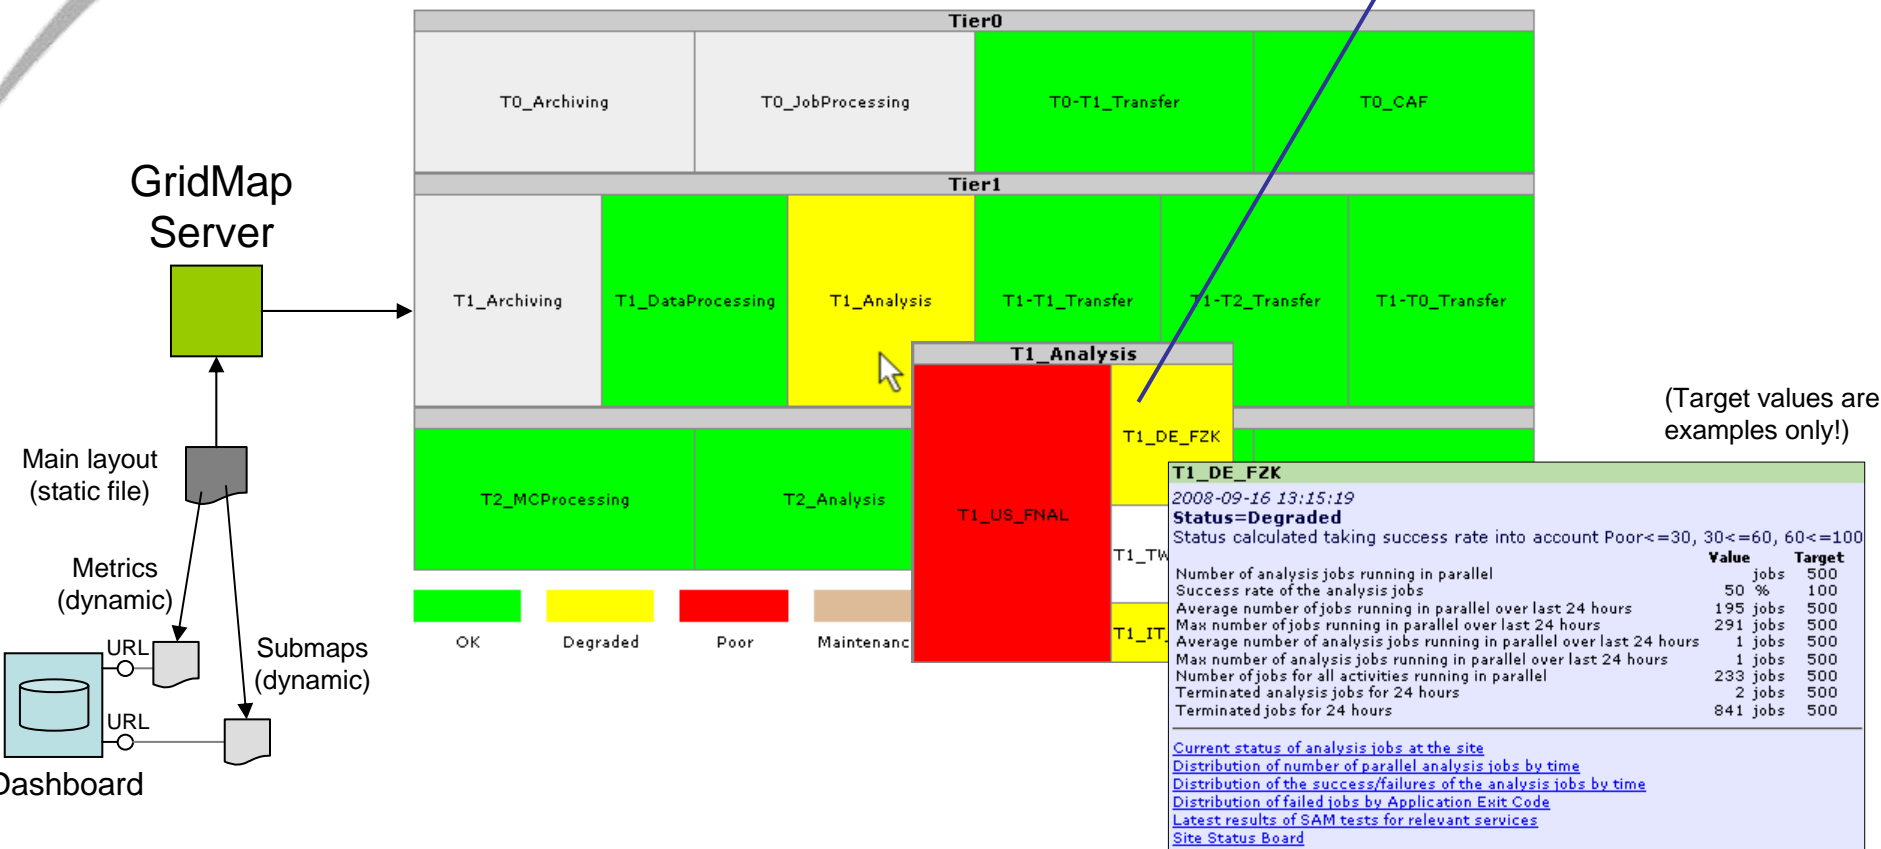 Tier0
T0_Archiving
T0_JobProcessing
T0-T1_Transfer
T0_CAF
GridMap
Server
Tier1
T1_Archiving
T1_DataProcessing
T1_Analysis
T1-T1_Transfer
T1-T2_Transfer
T1-T0_Transfer
T1_Analysis
T1_US_FNAL
T1_DE_FZK
T1_TW
T1_IT_
(Target values are
examples only!)
Main layout
(static file)
T2_MCProcessing
T2_Analysis
Metrics
(dynamic)
Submaps
(dynamic)
URL
URL
Dashboard
OK
Degraded
Poor
Maintenanc
T1_DE_FZK
2008-09-16 13:15:19
Status=Degraded
Status calculated taking success rate into account Poor<=30, 30<=60, 60<=100
Value Target
Number of analysis jobs running in parallel jobs 500
Success rate of the analysis jobs 50 % 100
Average number of jobs running in parallel over last 24 hours 195 jobs 500
Max number of jobs running in parallel over last 24 hours 291 jobs 500
Average number of analysis jobs running in parallel over last 24 hours 1 jobs 500
Max number of analysis jobs running in parallel over last 24 hours 1 jobs 500
Number of jobs for all activities running in parallel 233 jobs 500
Terminated analysis jobs for 24 hours 2 jobs 500
Terminated jobs for 24 hours 841 jobs 500
Current status of analysis jobs at the site
Distribution of number of parallel analysis jobs by time
Distribution of the success/failures of the analysis jobs by time
Distribution of failed jobs by Application Exit Code
Latest results of SAM tests for relevant services
Site Status Board